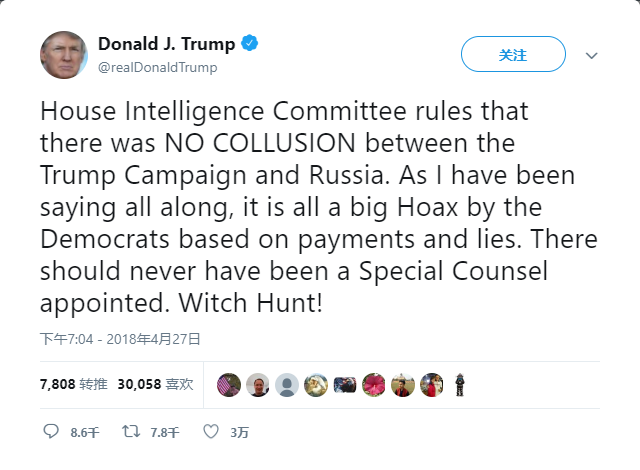 Donald J. Trump
@realDonaldTrump
关注
House Intelligence Committee rules that
there was NO COLLUSION between the
Trump Campaign and Russia. As I have been
saying all along, it is all a big Hoax by the
Democrats based on payments and lies. There
should never have been a Special Counsel
appointed. Witch Hunt!
下午7:04 - 2018年4月27日
7,808 转推 30,058 喜欢
8.6千 7.8千 3万